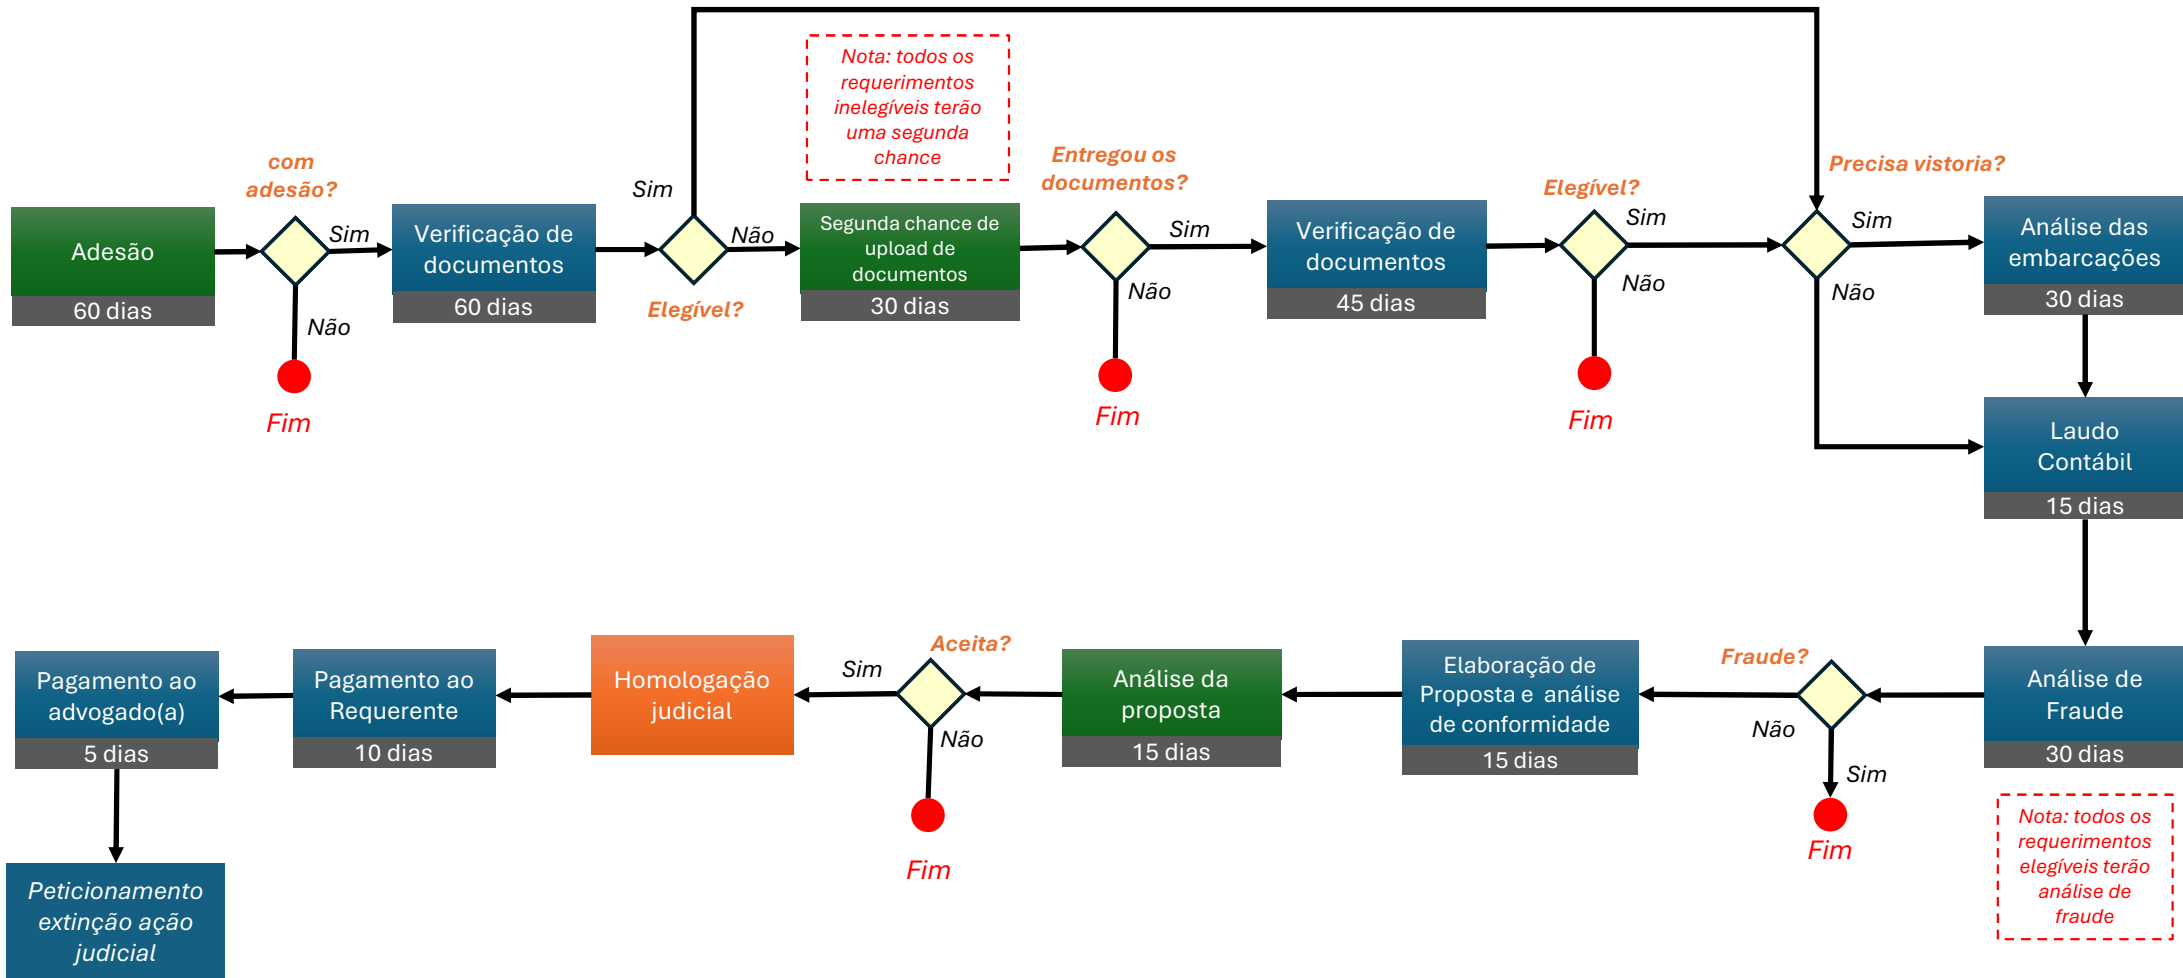 Nota: todos os
requerimentos
inelegíveis terão
uma segunda
chance
com
adesão?
Sim
Entregou os
documentos?
Elegível?
Precisa vistoria?
Adesão
60 dias
Sim
Não
Fim
Verificação de
documentos
60 dias
Elegível?
Não
Segunda chance de
upload de
documentos
30 dias
Sim
Não
Fim
Verificação de
documentos
45 dias
Sim
Não
Fim
Sim
Não
Análise das
embarcações
30 dias
Laudo
Contábil
15 dias
Análise de
Fraude
30 dias
Nota: todos os
requerimentos
elegíveis terão
análise de
fraude
Fraude?
Não
Sim
Fim
Elaboração de
Proposta e análise
de conformidade
15 dias
Análise da
proposta
15 dias
Aceita?
Sim
Não
Fim
Homologação
judicial
Pagamento ao
Requerente
10 dias
Pagamento ao
advogado(a)
5 dias
Peticionamento
extinção ação
judicial